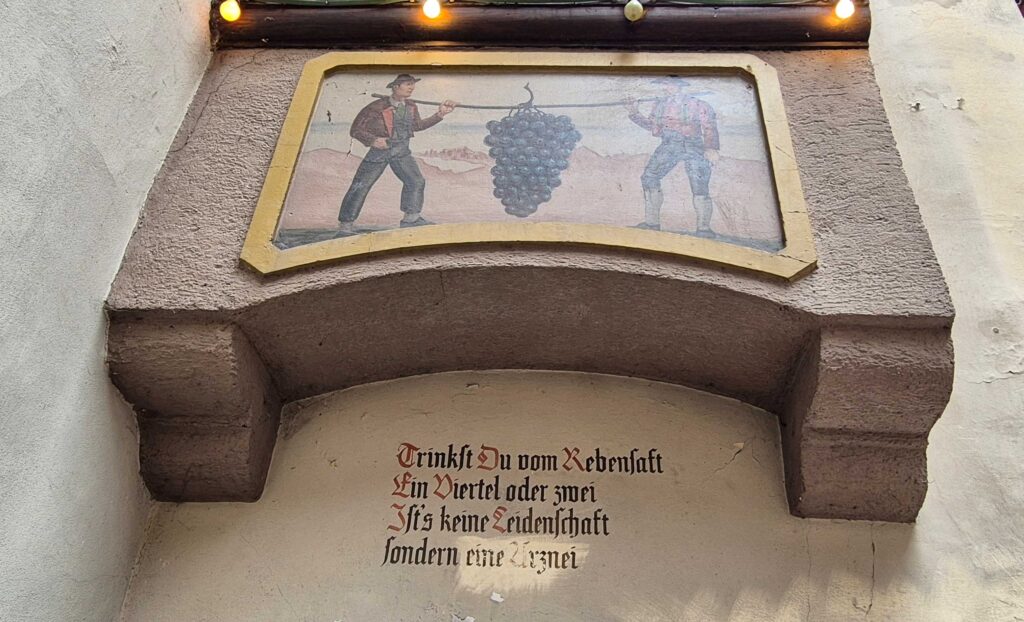 Trinkst Du vom Rebensaft
Ein Viertel oder zwei
Ist's keine Leidenschaft
sondern eine Arznei